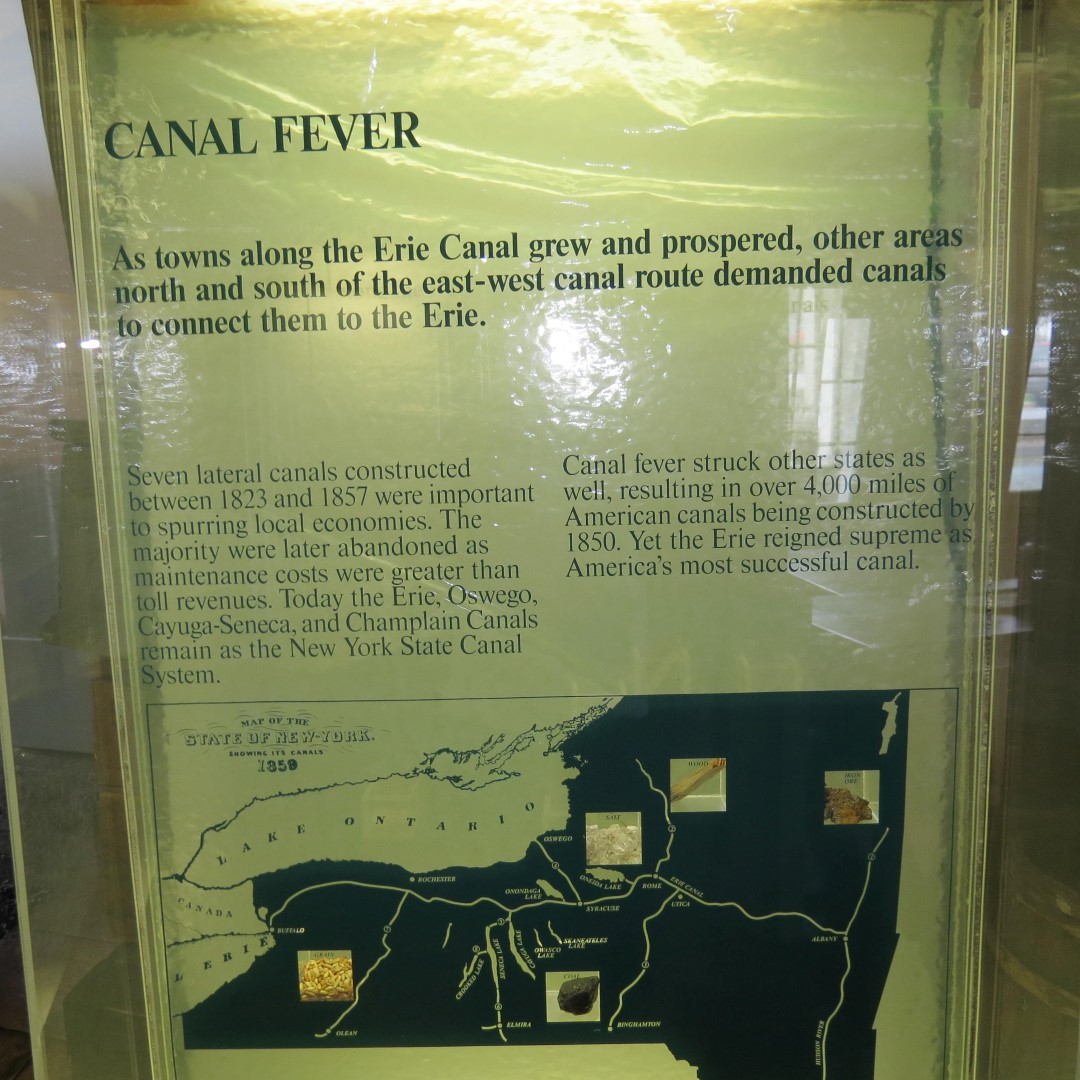 CANAL FEVER
As towns along the Erie Canal grew and prospered, other areas
north and south of the east-west canal route demanded canals
to connect them to the Erie.
Seven lateral canals constructed
between 1823 and 1857 were important
to spurring local economies. The
majority were later abandoned as
maintenance costs were greater than
toll revenues. Today the Erie, Oswego,
Cayuga-Seneca, and Champlain Canals
remain as the New York State Canal
System.
Canal fever struck other states as
well, resulting in over 4,000 miles of
American canals being constructed by
1850. Yet the Erie reigned supreme as
America's most successful canal.
MAP OF THE
STATE OF NEW-YORK.
SHOWING ITS CANALS
1859
WOOD
IRON
ORE
SALT
LAKE ONTARIO
OSWEGO
ROCHESTER
ONONDAGA
LAKE
ONEIDA LAKE
ROME
ERIE CANAL
SYRACUSE
UTICA
CANADA
BUFFALO
LAKE ERIE
ALBANY
SKANEATELES
LAKE
OWASCO
LAKE
CAYUGA LAKE
SENECA LAKE
CROOKED LAKE
GRAIN
COAL
OLEAN
ELMIRA
BINGHAMTON
HUDSON RIVER